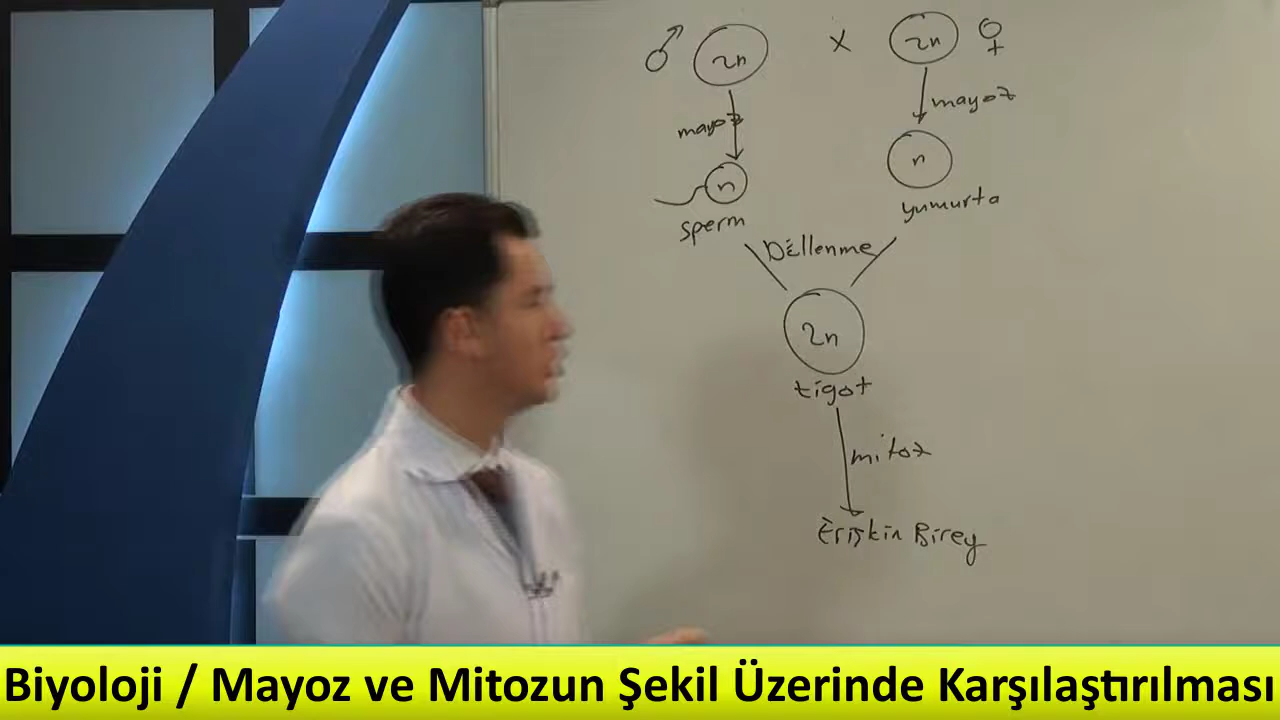 ♂ 2n x 2n ♀
mayoz mayoz
n n
sperm yumurta
Döllenme
2n
zigot
mitoz
Erişkin Birey
Biyoloji / Mayoz ve Mitozun Şekil Üzerinde Karşılaştırılması